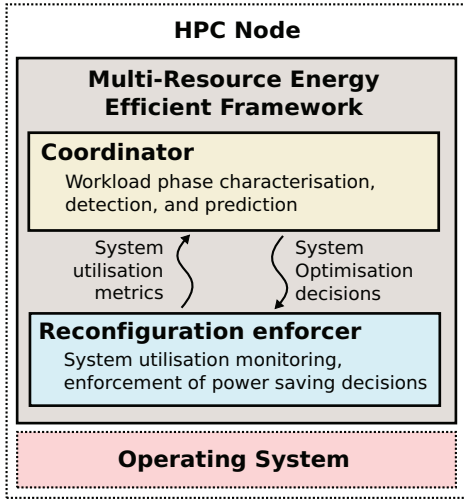 HPC Node
Multi-Resource Energy
Efficient Framework
Coordinator
Workload phase characterisation,
detection, and prediction
System
utilisation
metrics
System
Optimisation
decisions
Reconfiguration enforcer
System utilisation monitoring,
enforcement of power saving decisions
Operating System